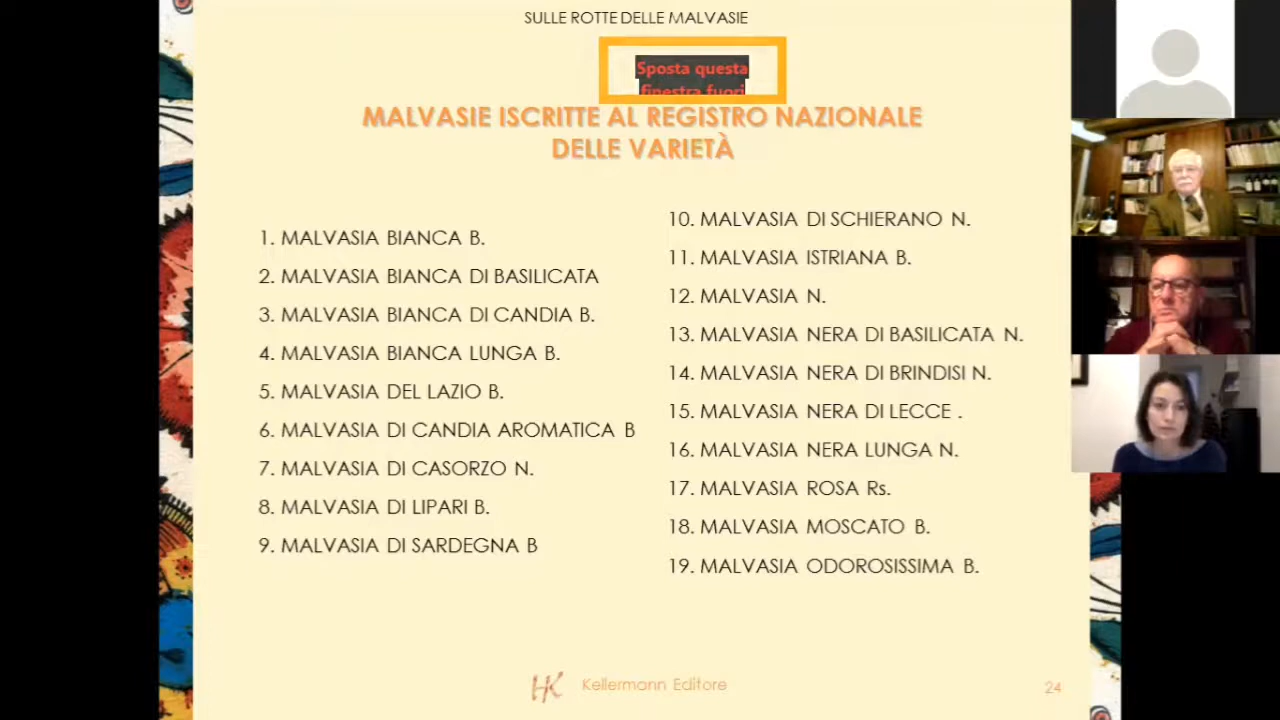 SULLE ROTTE DELLE MALVASIE
Sposta questa
finestra fuori
MALVASIE ISCRITTE AL REGISTRO NAZIONALE
DELLE VARIETÀ
1. MALVASIA BIANCA B.
2. MALVASIA BIANCA DI BASILICATA
3. MALVASIA BIANCA DI CANDIA B.
4. MALVASIA BIANCA LUNGA B.
5. MALVASIA DEL LAZIO B.
6. MALVASIA DI CANDIA AROMATICA B
7. MALVASIA DI CASORZO N.
8. MALVASIA DI LIPARI B.
9. MALVASIA DI SARDEGNA B
10. MALVASIA DI SCHIERANO N.
11. MALVASIA ISTRIANA B.
12. MALVASIA N.
13. MALVASIA NERA DI BASILICATA N.
14. MALVASIA NERA DI BRINDISI N.
15. MALVASIA NERA DI LECCE .
16. MALVASIA NERA LUNGA N.
17. MALVASIA ROSA Rs.
18. MALVASIA MOSCATO B.
19. MALVASIA ODOROSISSIMA B.
HK Kellermann Editore
24